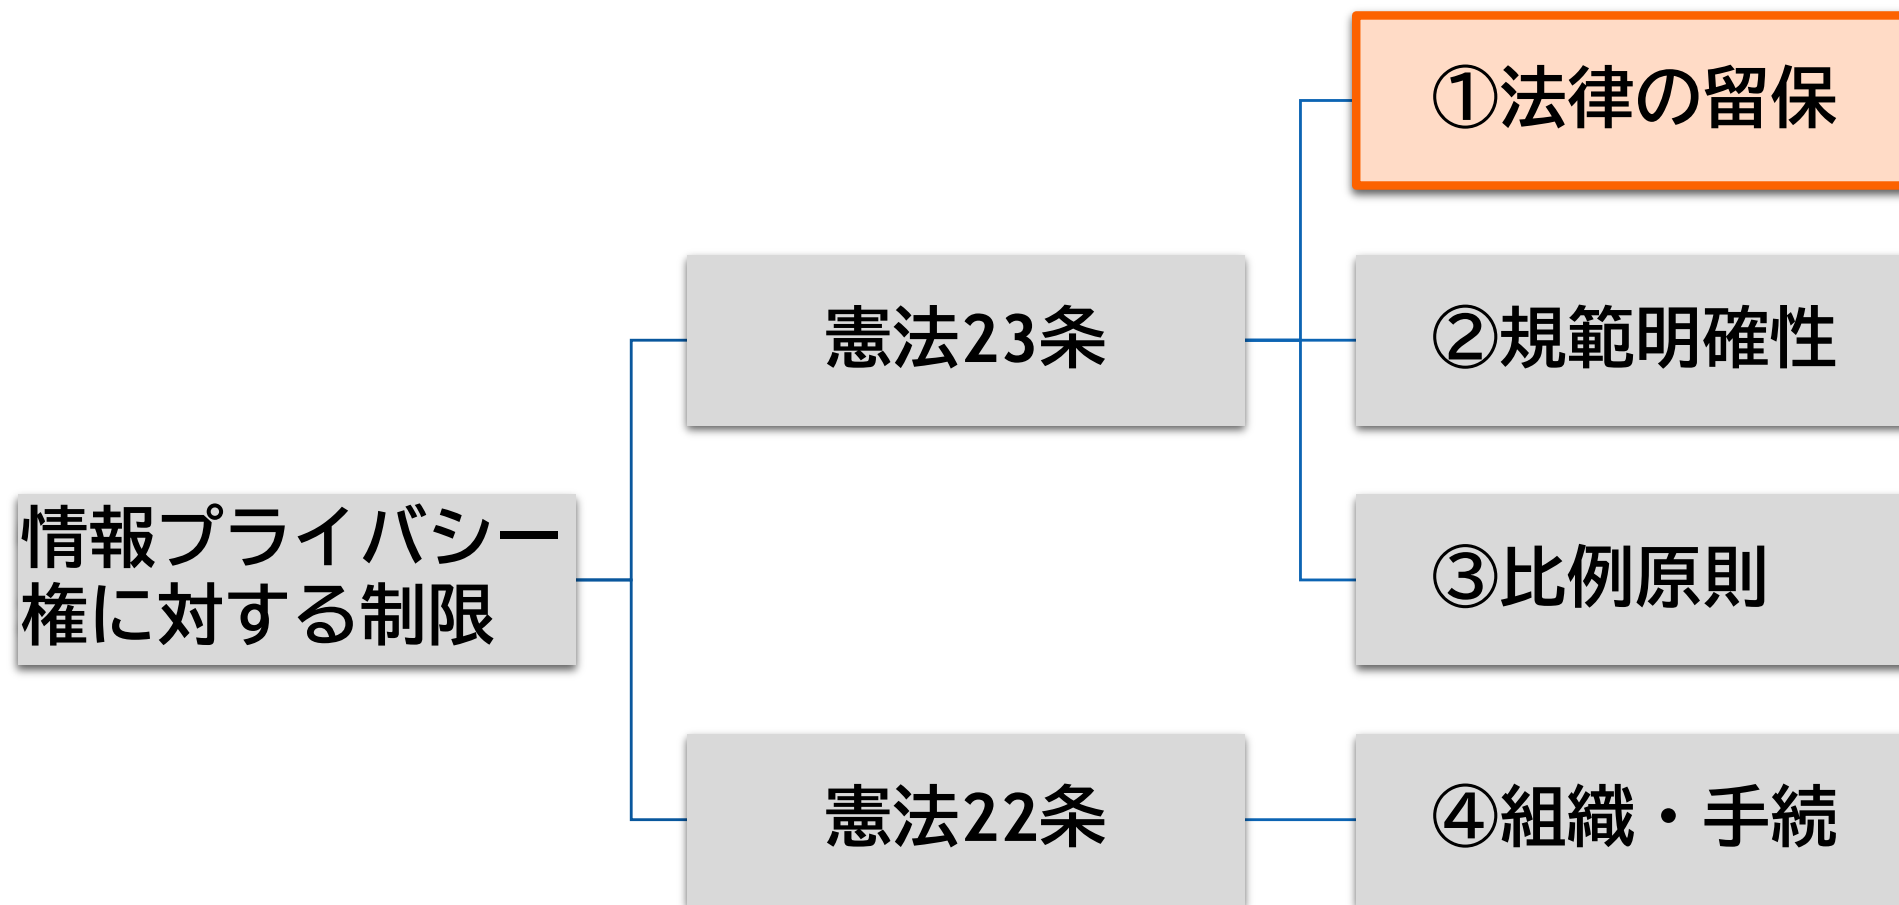 ①法律の留保
憲法23条
②規範明確性
情報プライバシー
権に対する制限
③比例原則
憲法22条
④組織・手続